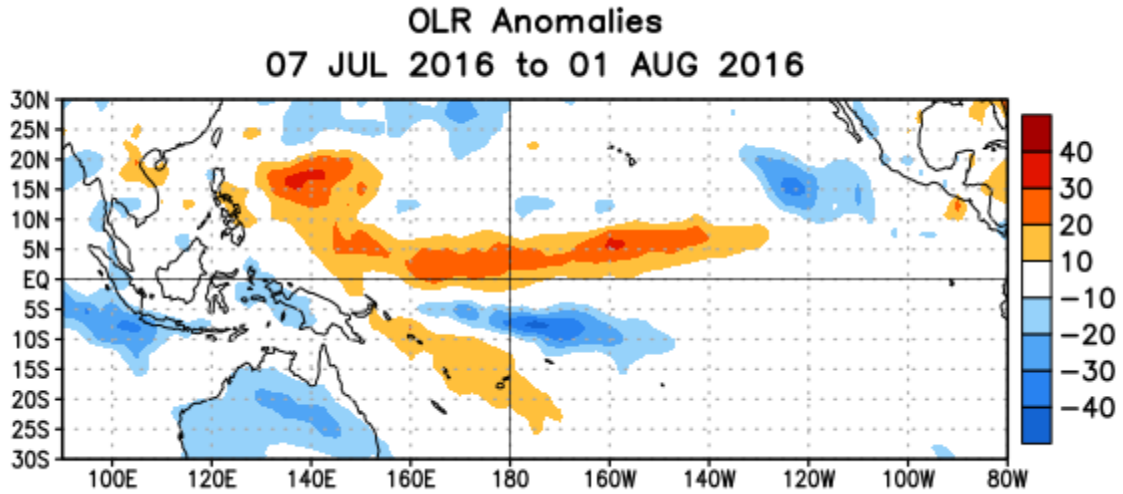 OLR Anomalies
07 JUL 2016 to 01 AUG 2016
30N
25N
20N
15N
10N
5N
EQ
5S
10S
15S
20S
25S
30S
100E 120E 140E 160E 180 160W 140W 120W 100W 80W
40
30
20
10
−10
−20
−30
−40